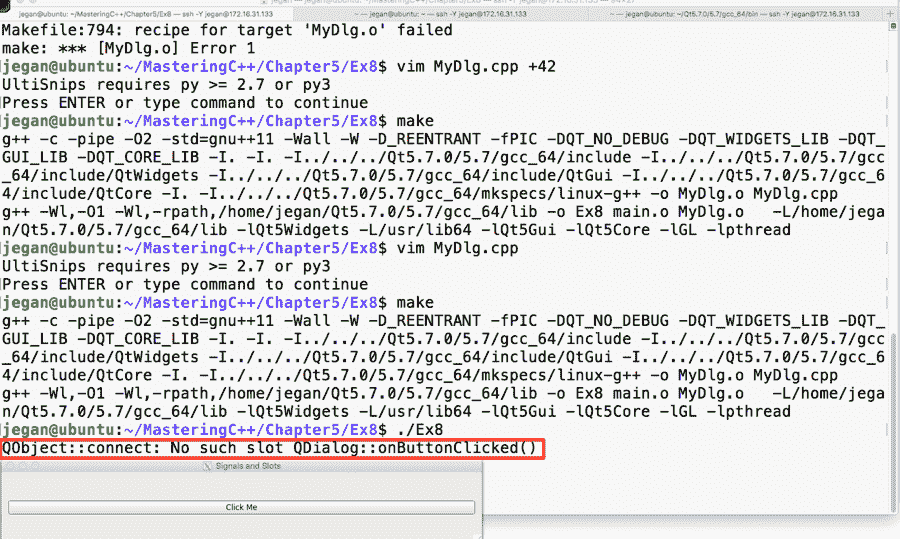 jegan@ubuntu: ~/MasteringC++/Chapter5/Ex8 — ssh -Y jegan@172.16.31.133
~ — ssh -Y jegan@172.16.31.133
jegan@ubuntu: ~/Qt5.7.0/5.7/gcc_64/bin — ssh -Y jegan@172.16.31.133
Makefile:794: recipe for target 'MyDlg.o' failed
make: *** [MyDlg.o] Error 1
jegan@ubuntu:~/MasteringC++/Chapter5/Ex8$ vim MyDlg.cpp +42
UltiSnips requires py >= 2.7 or py3
Press ENTER or type command to continue
jegan@ubuntu:~/MasteringC++/Chapter5/Ex8$ make
g++ -c -pipe -O2 -std=gnu++11 -Wall -W -D_REENTRANT -fPIC -DQT_NO_DEBUG -DQT_WIDGETS_LIB -DQT_
GUI_LIB -DQT_CORE_LIB -I. -I. -I../../../Qt5.7.0/5.7/gcc_64/include -I../../../Qt5.7.0/5.7/gcc
_64/include/QtWidgets -I../../../Qt5.7.0/5.7/gcc_64/include/QtGui -I../../../Qt5.7.0/5.7/gcc_6
4/include/QtCore -I. -I../../../Qt5.7.0/5.7/gcc_64/mkspecs/linux-g++ -o MyDlg.o MyDlg.cpp
g++ -Wl,-O1 -Wl,-rpath,/home/jegan/Qt5.7.0/5.7/gcc_64/lib -o Ex8 main.o MyDlg.o   -L/home/jega
n/Qt5.7.0/5.7/gcc_64/lib -lQt5Widgets -L/usr/lib64 -lQt5Gui -lQt5Core -lGL -lpthread
jegan@ubuntu:~/MasteringC++/Chapter5/Ex8$ vim MyDlg.cpp
UltiSnips requires py >= 2.7 or py3
Press ENTER or type command to continue
jegan@ubuntu:~/MasteringC++/Chapter5/Ex8$ make
g++ -c -pipe -O2 -std=gnu++11 -Wall -W -D_REENTRANT -fPIC -DQT_NO_DEBUG -DQT_WIDGETS_LIB -DQT_
GUI_LIB -DQT_CORE_LIB -I. -I. -I../../../Qt5.7.0/5.7/gcc_64/include -I../../../Qt5.7.0/5.7/gcc
_64/include/QtWidgets -I../../../Qt5.7.0/5.7/gcc_64/include/QtGui -I../../../Qt5.7.0/5.7/gcc_6
4/include/QtCore -I. -I../../../Qt5.7.0/5.7/gcc_64/mkspecs/linux-g++ -o MyDlg.o MyDlg.cpp
g++ -Wl,-O1 -Wl,-rpath,/home/jegan/Qt5.7.0/5.7/gcc_64/lib -o Ex8 main.o MyDlg.o   -L/home/jega
n/Qt5.7.0/5.7/gcc_64/lib -lQt5Widgets -L/usr/lib64 -lQt5Gui -lQt5Core -lGL -lpthread
jegan@ubuntu:~/MasteringC++/Chapter5/Ex8$ ./Ex8
QObject::connect: No such slot QDialog::onButtonClicked()
Signals and Slots
Click Me